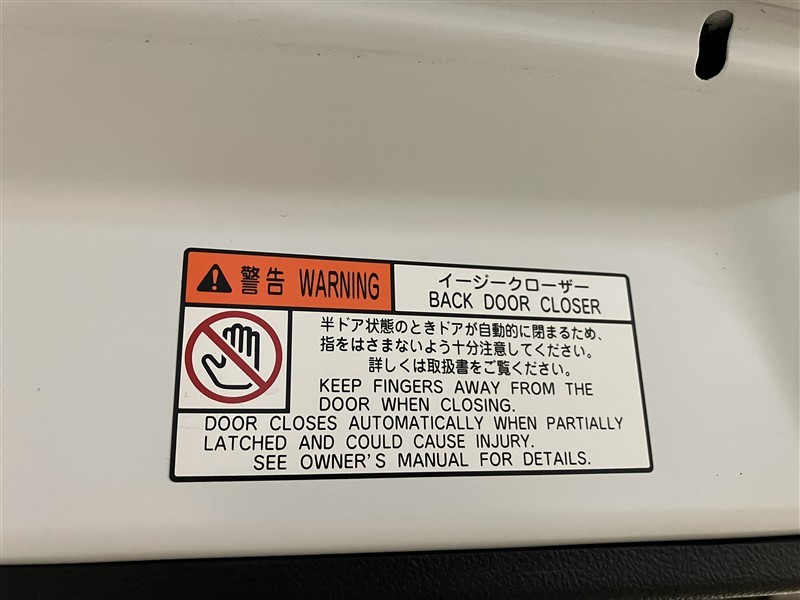 警告 WARNING
イージークローザー
BACK DOOR CLOSER
半ドア状態のときドアが自動的に閉まるため、
指をはさまないよう十分注意してください。
詳しくは取扱書をご覧ください。
KEEP FINGERS AWAY FROM THE
DOOR WHEN CLOSING.
DOOR CLOSES AUTOMATICALLY WHEN PARTIALLY
LATCHED AND COULD CAUSE INJURY.
SEE OWNER'S MANUAL FOR DETAILS.